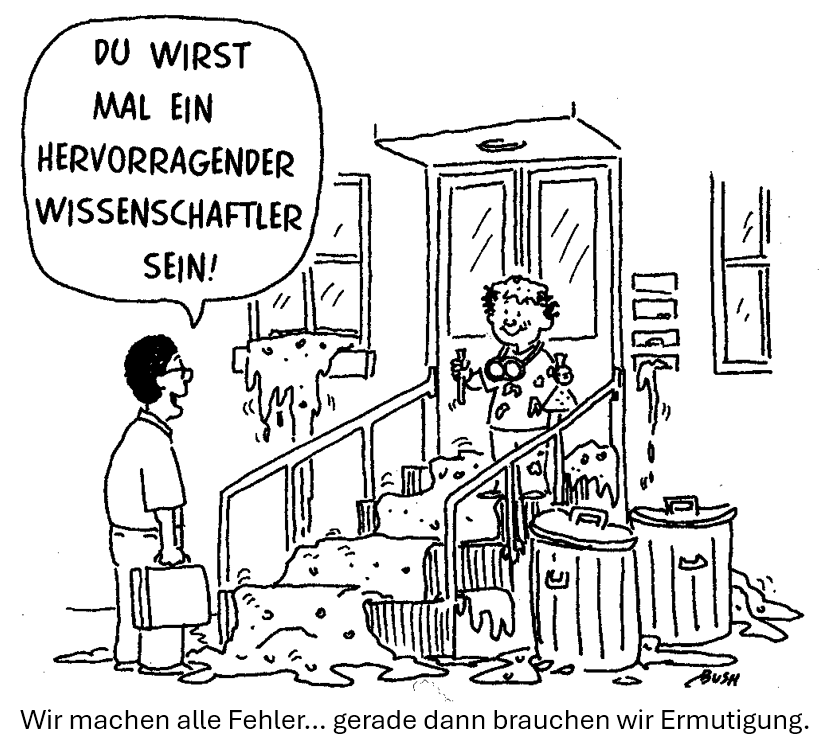 DU WIRST
MAL EIN
HERVORRAGENDER
WISSENSCHAFTLER
SEIN!
BUSH
Wir machen alle Fehler... gerade dann brauchen wir Ermutigung.